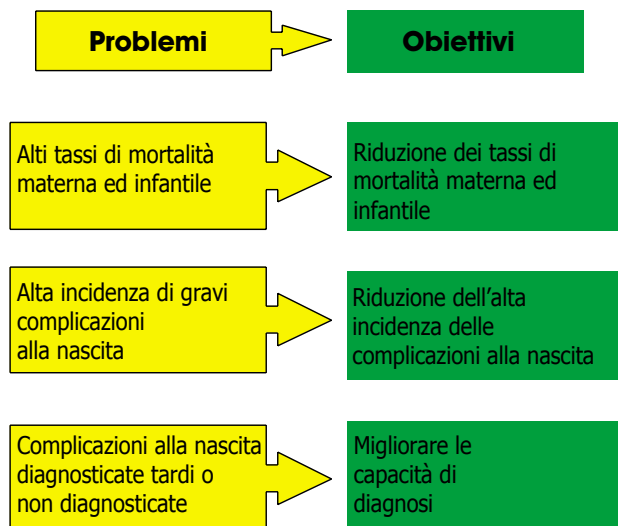 Problemi
Obiettivi
Alti tassi di mortalità
materna ed infantile
Riduzione dei tassi di
mortalità materna ed
infantile
Alta incidenza di gravi
complicazioni
alla nascita
Riduzione dell'alta
incidenza delle
complicazioni alla nascita
Complicazioni alla nascita
diagnosticate tardi o
non diagnosticate
Migliorare le
capacità di
diagnosi